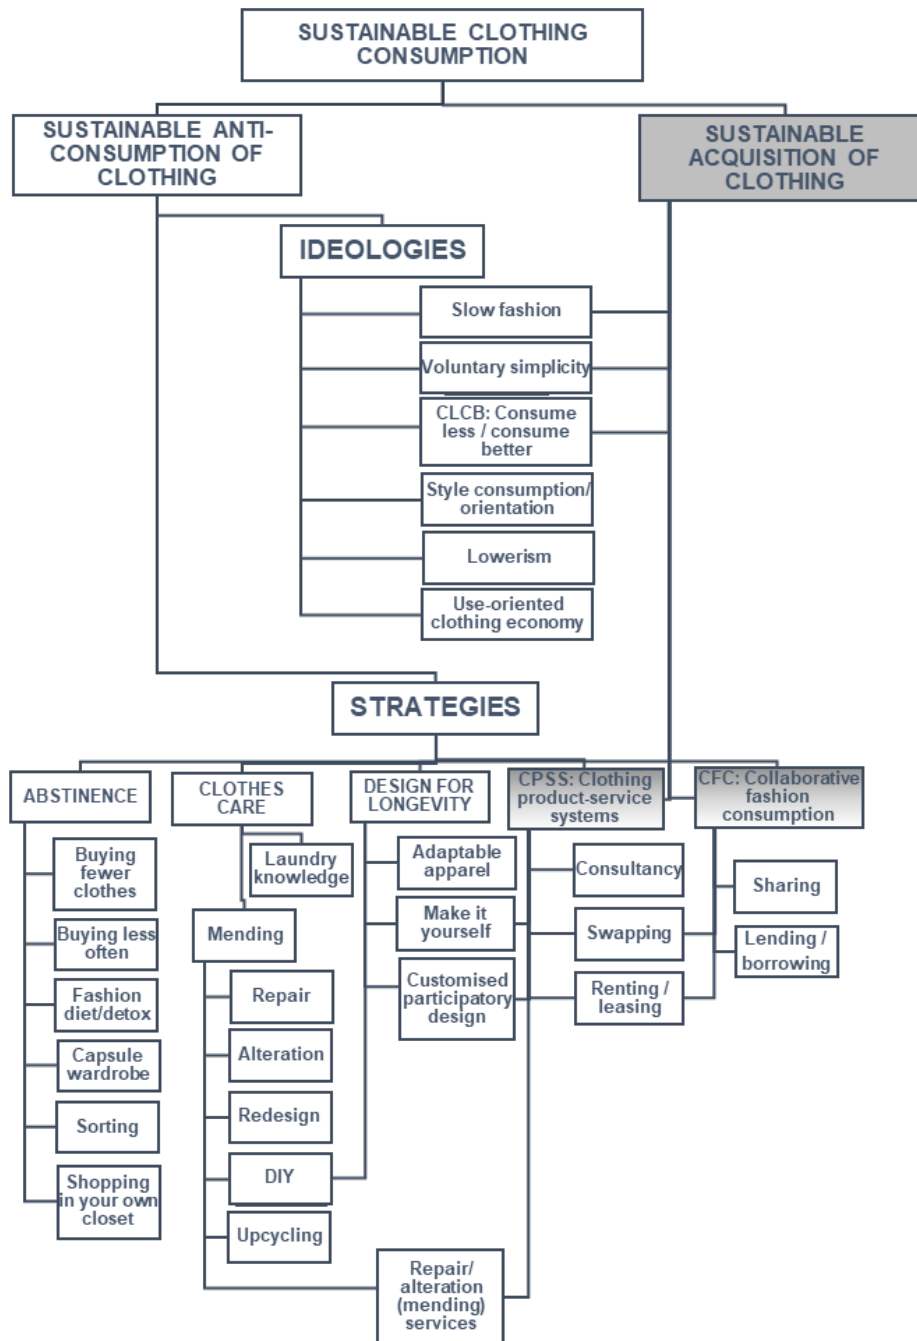 SUSTAINABLE CLOTHING
CONSUMPTION
SUSTAINABLE ANTI-
CONSUMPTION OF
CLOTHING
SUSTAINABLE
ACQUISITION OF
CLOTHING
IDEOLOGIES
Slow fashion
Voluntary simplicity
CLCB: Consume
less / consume
better
Style consumption/
orientation
Lowerism
Use-oriented
clothing economy
STRATEGIES
ABSTINENCE
Buying
fewer
clothes
Buying less
often
Fashion
diet/detox
Capsule
wardrobe
Sorting
Shopping
in your own
closet
CLOTHES
CARE
Laundry
knowledge
Mending
Repair
Alteration
Redesign
DIY
Upcycling
DESIGN FOR
LONGEVITY
Adaptable
apparel
Make it
yourself
Customised
participatory
design
CPSS: Clothing
product-service
systems
Consultancy
Swapping
Renting /
leasing
Repair/
alteration
(mending)
services
CFC: Collaborative
fashion
consumption
Sharing
Lending /
borrowing